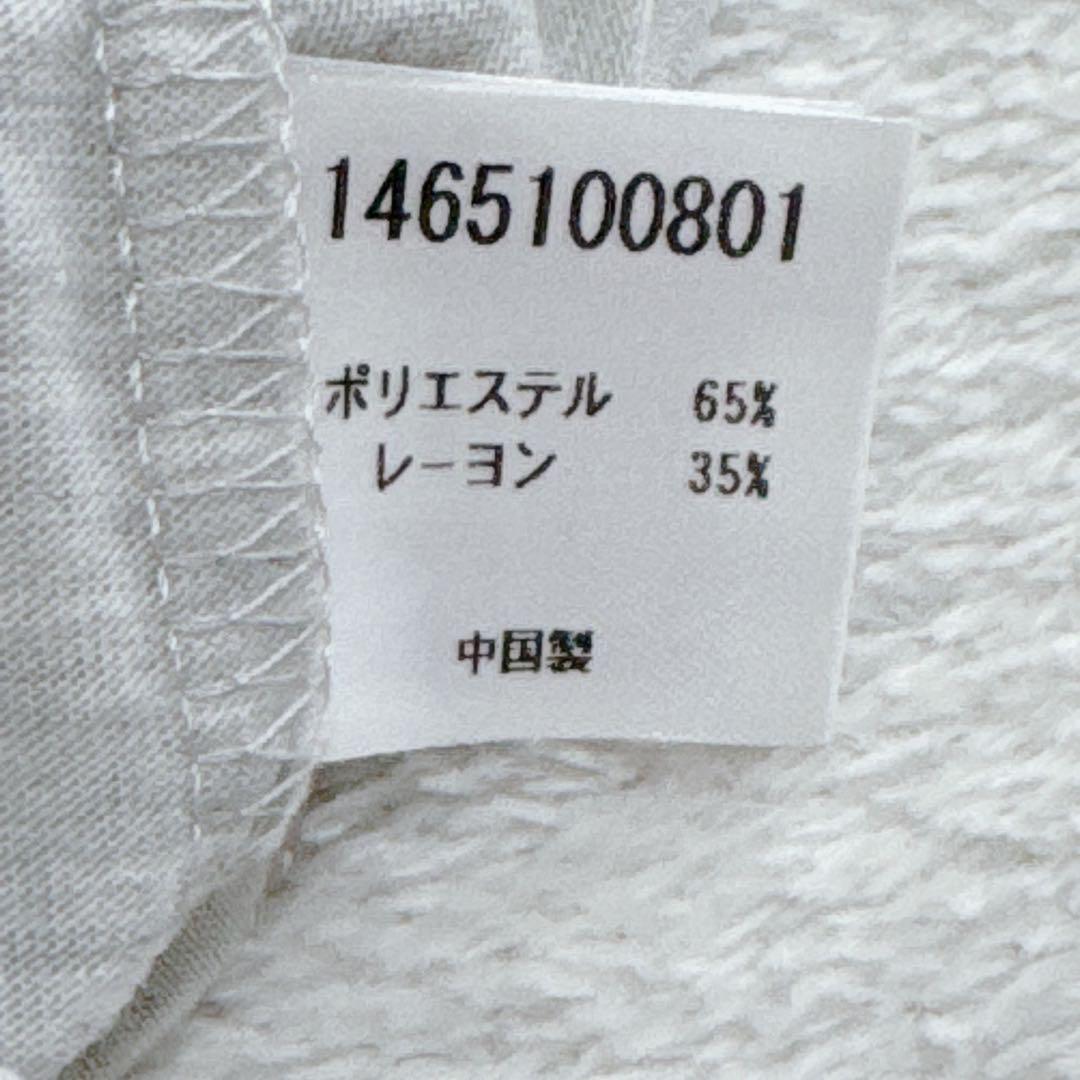 1465100801
ポリエステル 65%
レーヨン 35%
中国製